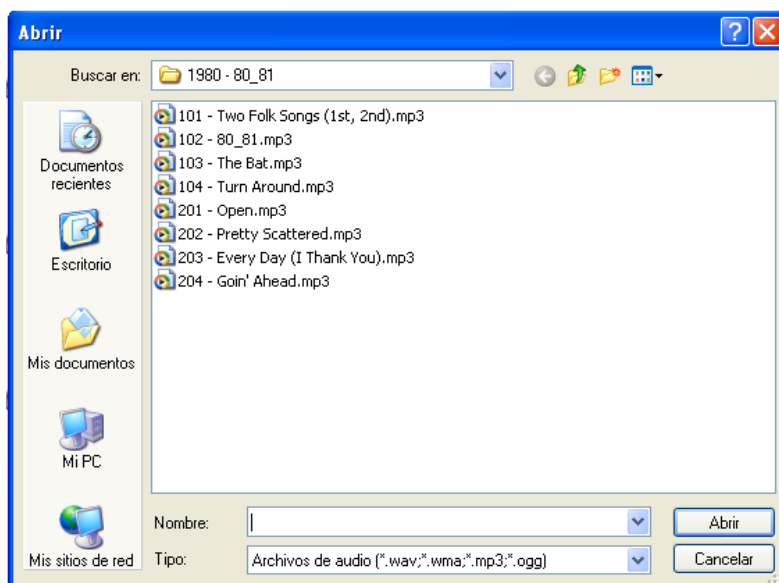 Abrir
Buscar en: 1980 - 80_81
101 - Two Folk Songs (1st, 2nd).mp3
102 - 80_81.mp3
103 - The Bat.mp3
104 - Turn Around.mp3
201 - Open.mp3
202 - Pretty Scattered.mp3
203 - Every Day (I Thank You).mp3
204 - Goin' Ahead.mp3
Documentos
recientes
Escritorio
Mis documentos
Mi PC
Mis sitios de red
Nombre:
Abrir
Tipo: Archivos de audio (*.wav;*.wma;*.mp3;*.ogg)
Cancelar